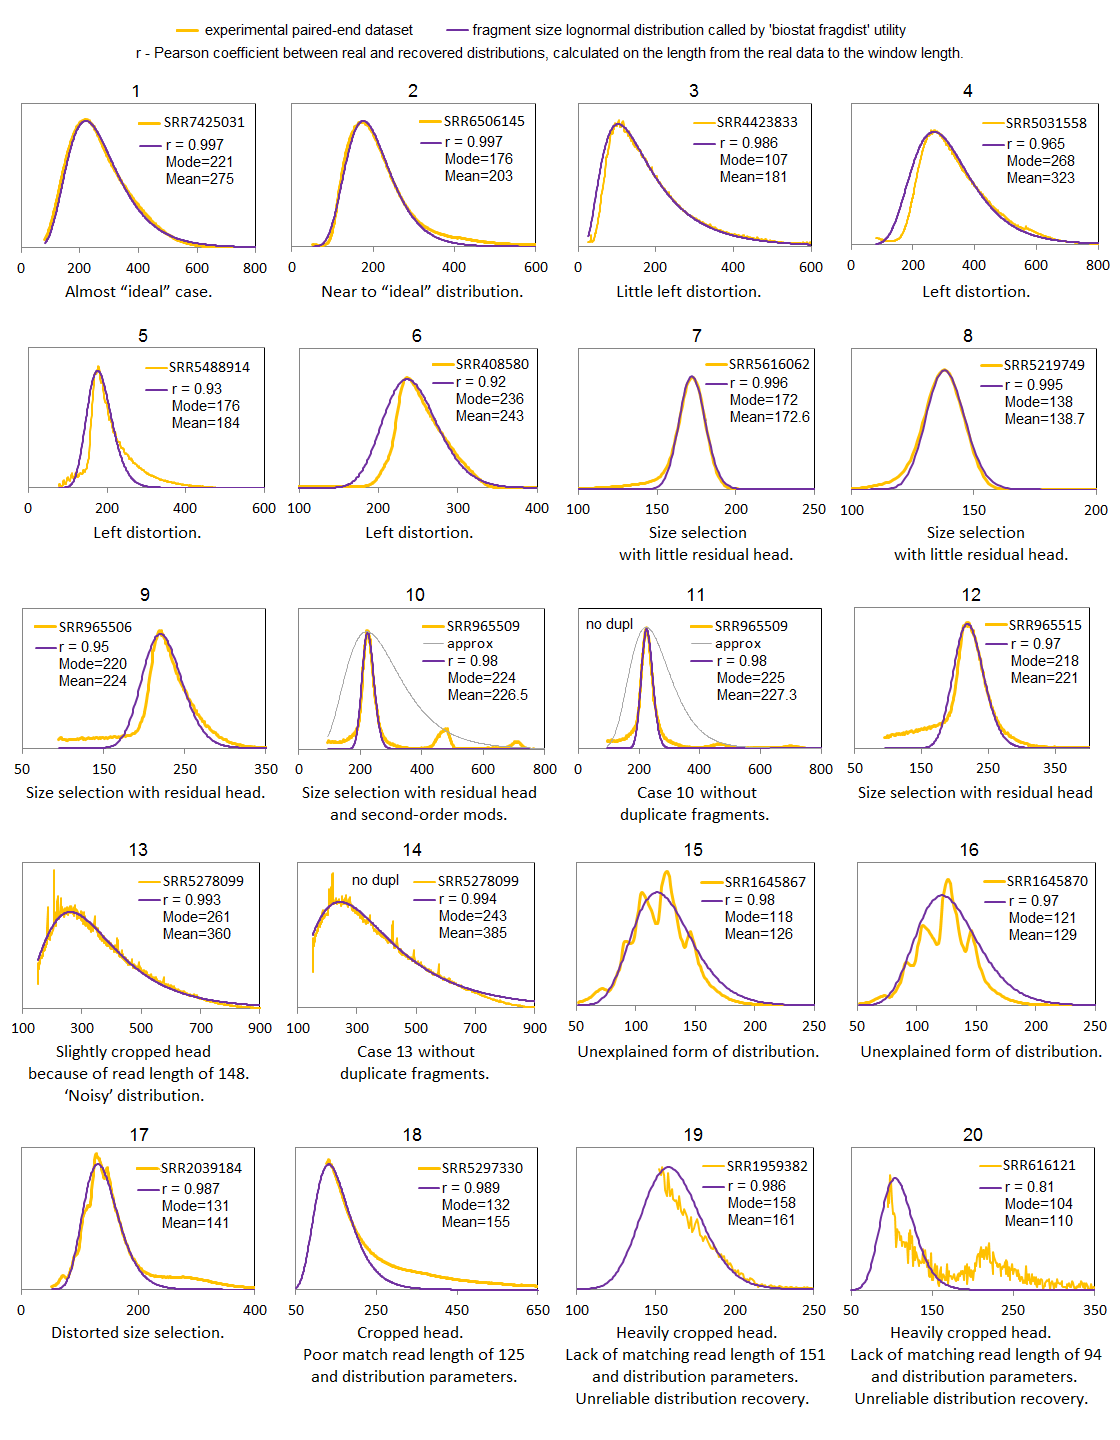 experimental paired-end dataset
fragment size lognormal distribution called by 'biostat fragdist' utility
r - Pearson coefficient between real and recovered distributions, calculated on the length from the real data to the window length.
1
SRR7425031
r = 0.997
Mode=221
Mean=275
0 200 400 600 800
Almost “ideal” case.
2
SRR6506145
r = 0.997
Mode=176
Mean=203
0 200 400 600
Near to “ideal” distribution.
3
SRR4423833
r = 0.986
Mode=107
Mean=181
0 200 400 600
Little left distortion.
4
SRR5031558
r = 0.965
Mode=268
Mean=323
0 200 400 600 800
Left distortion.
5
SRR5488914
r = 0.93
Mode=176
Mean=184
0 200 400 600
Left distortion.
6
SRR408580
r = 0.92
Mode=236
Mean=243
100 200 300 400
Left distortion.
7
SRR5616062
r = 0.996
Mode=172
Mean=172.6
100 150 200 250
Size selection
with little residual head.
8
SRR5219749
r = 0.995
Mode=138
Mean=138.7
100 150 200
Size selection
with little residual head.
9
SRR965506
r = 0.95
Mode=220
Mean=224
50 150 250 350
Size selection with residual head.
10
SRR965509
approx
r = 0.98
Mode=224
Mean=226.5
0 200 400 600 800
Size selection with residual head
and second-order mods.
11
no dupl
SRR965509
approx
r = 0.98
Mode=225
Mean=227.3
0 200 400 600 800
Case 10 without
duplicate fragments.
12
SRR965515
r = 0.97
Mode=218
Mean=221
50 150 250 350
Size selection with residual head
13
SRR5278099
r = 0.993
Mode=261
Mean=360
100 300 500 700 900
Slightly cropped head
because of read length of 148.
‘Noisy’ distribution.
14
no dupl
SRR5278099
r = 0.994
Mode=243
Mean=385
100 300 500 700 900
Case 13 without
duplicate fragments.
15
SRR1645867
r = 0.98
Mode=118
Mean=126
50 100 150 200 250
Unexplained form of distribution.
16
SRR1645870
r = 0.97
Mode=121
Mean=129
50 100 150 200 250
Unexplained form of distribution.
17
SRR2039184
r = 0.987
Mode=131
Mean=141
0 200 400
Distorted size selection.
18
SRR5297330
r = 0.989
Mode=132
Mean=155
50 250 450 650
Cropped head.
Poor match read length of 125
and distribution parameters.
19
SRR1959382
r = 0.986
Mode=158
Mean=161
100 150 200 250
Heavily cropped head.
Lack of matching read length of 151
and distribution parameters.
Unreliable distribution recovery.
20
SRR616121
r = 0.81
Mode=104
Mean=110
50 150 250 350
Heavily cropped head.
Lack of matching read length of 94
and distribution parameters.
Unreliable distribution recovery.